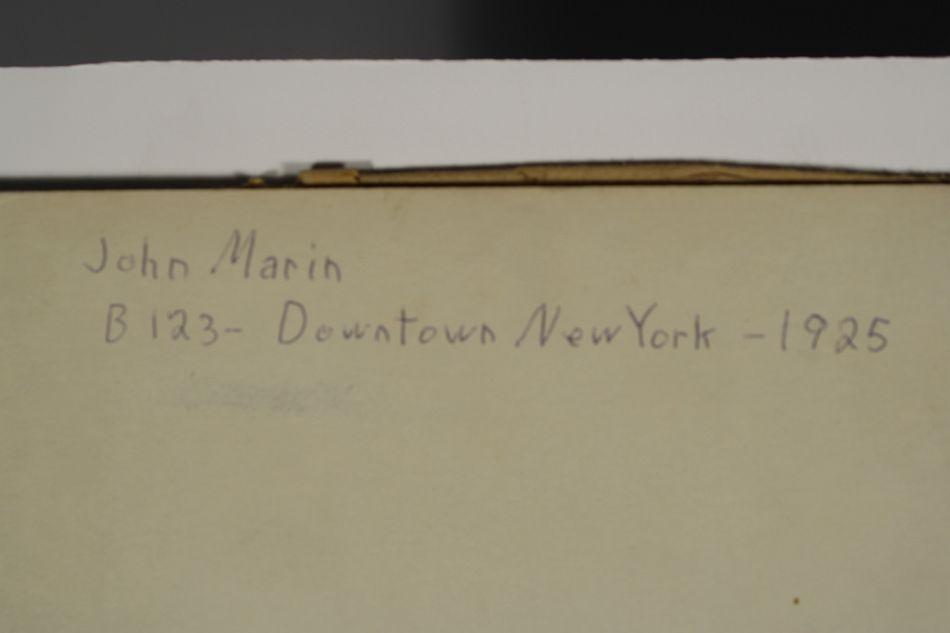 John Marin
B 123- Downtown New York - 1925